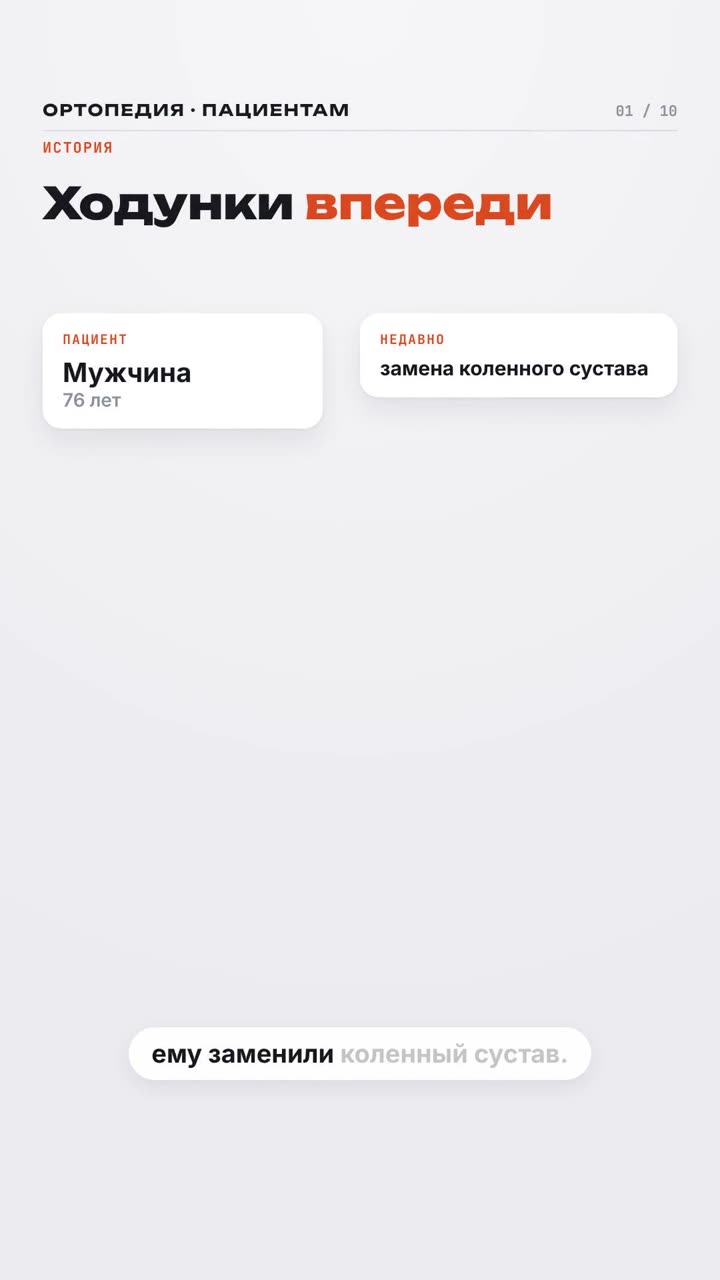 ОРТОПЕДИЯ · ПАЦИЕНТАМ
01 / 10
ИСТОРИЯ
Ходунки впереди
ПАЦИЕНТ
Мужчина
76 лет
НЕДАВНО
замена коленного сустава
ему заменили коленный сустав.